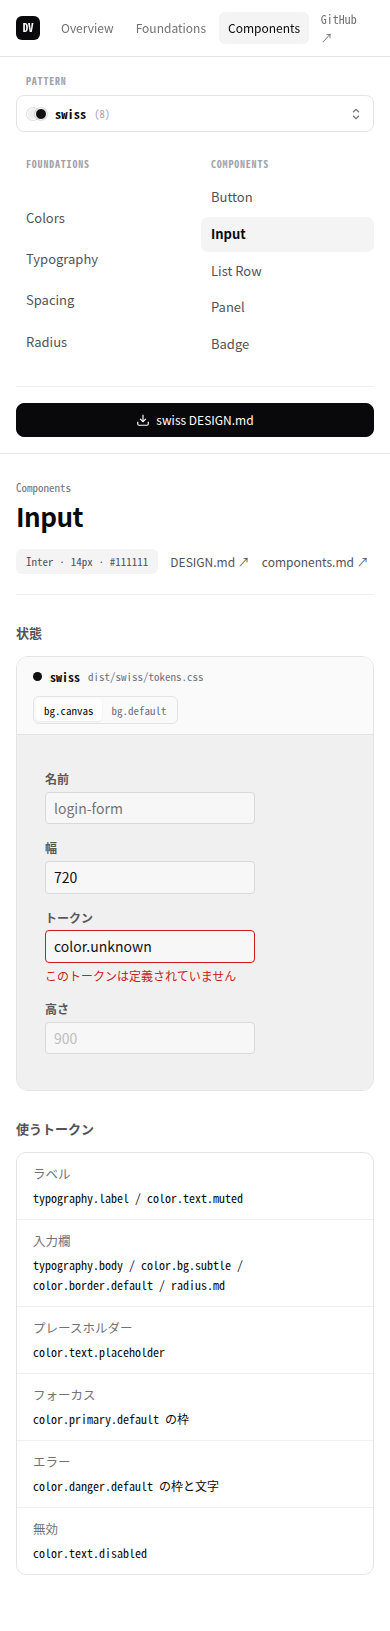 DV Overview Foundations Components GitHub ↗
PATTERN
swiss (8)
FOUNDATIONS
Colors
Typography
Spacing
Radius
COMPONENTS
Button
Input
List Row
Panel
Badge
swiss DESIGN.md
Components
Input
Inter · 14px · #111111 DESIGN.md ↗ components.md ↗
状態
swiss dist/swiss/tokens.css
bg.canvas bg.default
名前
login-form
幅
720
トークン
color.unknown
このトークンは定義されていません
高さ
900
使うトークン
ラベル
typography.label / color.text.muted
入力欄
typography.body / color.bg.subtle /
color.border.default / radius.md
プレースホルダー
color.text.placeholder
フォーカス
color.primary.default の枠
エラー
color.danger.default の枠と文字
無効
color.text.disabled